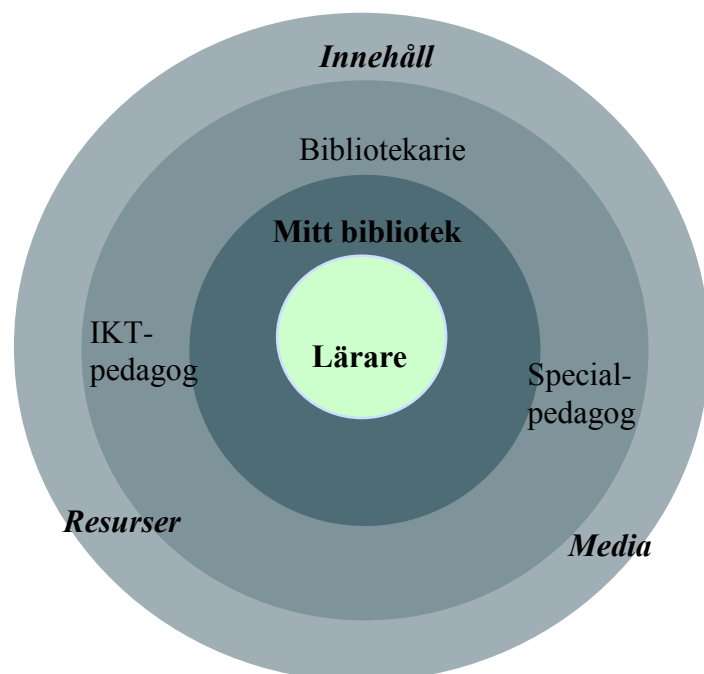 Innehåll
Bibliotekarie
Mitt bibliotek
IKT-
pedagog
Lärare
Special-
pedagog
Resurser
Media